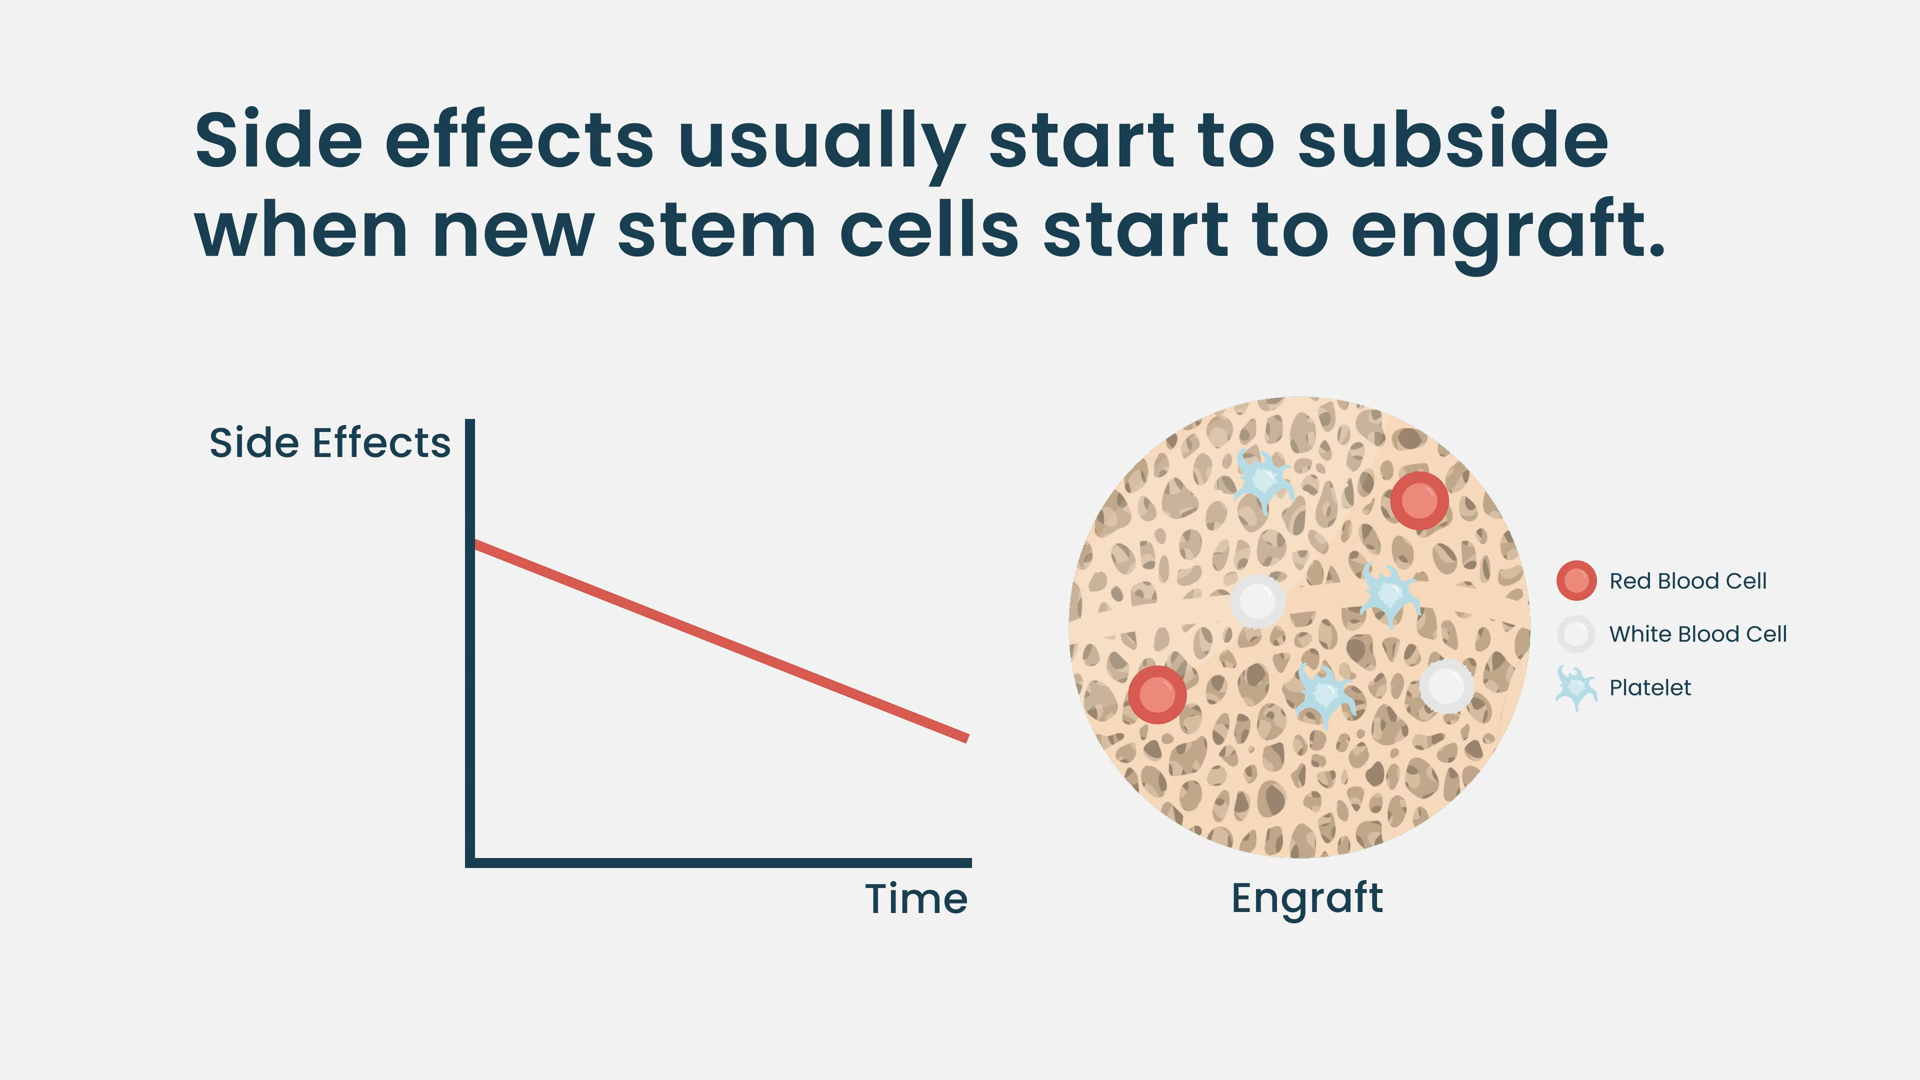 Side effects usually start to subside
when new stem cells start to engraft.
Side Effects
Time
Engraft
Red Blood Cell
White Blood Cell
Platelet